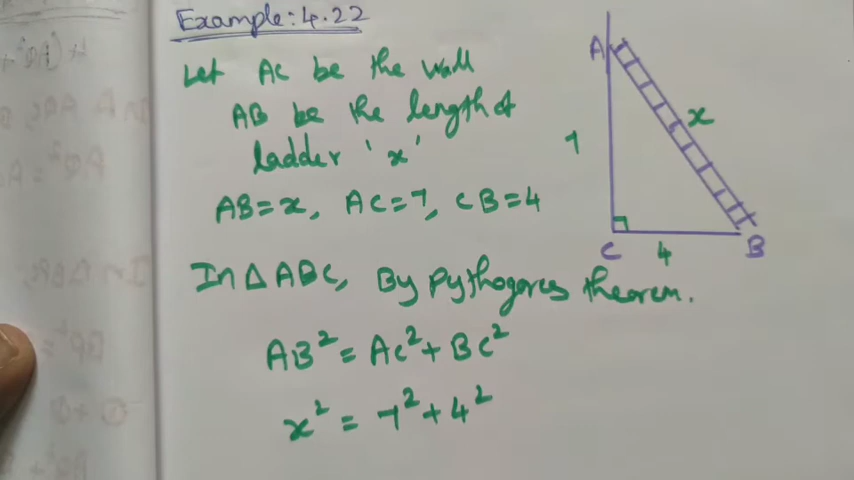 Example: 4.22
Let AC be the wall
AB be the length of
ladder 'x'
AB = x, AC = 7, CB = 4
In Δ ABC, By pythogores theorem.
AB² = AC² + BC²
x² = 7² + 4²
A
x
7
C
4
B